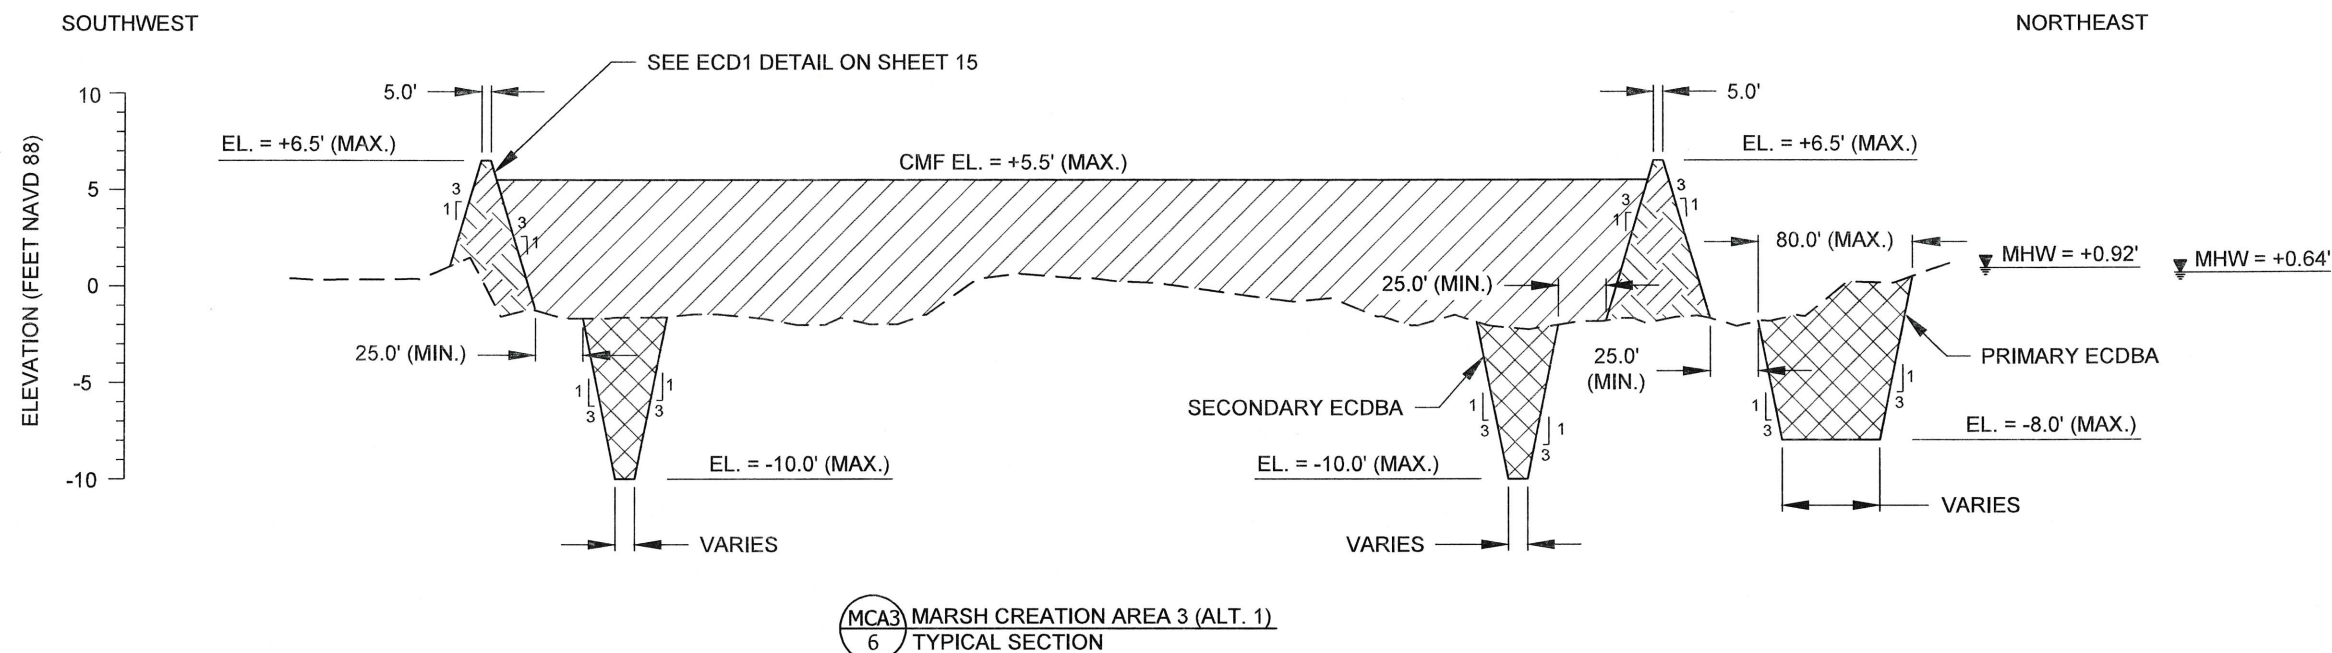 SOUTHWEST
NORTHEAST
SEE ECD1 DETAIL ON SHEET 15
5.0'
5.0'
10
5
0
-5
-10
ELEVATION (FEET NAVD 88)
EL. = +6.5' (MAX.)
CMF EL. = +5.5' (MAX.)
EL. = +6.5' (MAX.)
3
1
3
1
3
1
3
1
80.0' (MAX.)
MHW = +0.92'
MHW = +0.64'
25.0' (MIN.)
25.0' (MIN.)
25.0'
(MIN.)
PRIMARY ECDBA
SECONDARY ECDBA
1
3
1
3
1
3
1
3
1
3
1
3
EL. = -8.0' (MAX.)
EL. = -10.0' (MAX.)
EL. = -10.0' (MAX.)
VARIES
VARIES
VARIES
MCA3
6
MARSH CREATION AREA 3 (ALT. 1)
TYPICAL SECTION